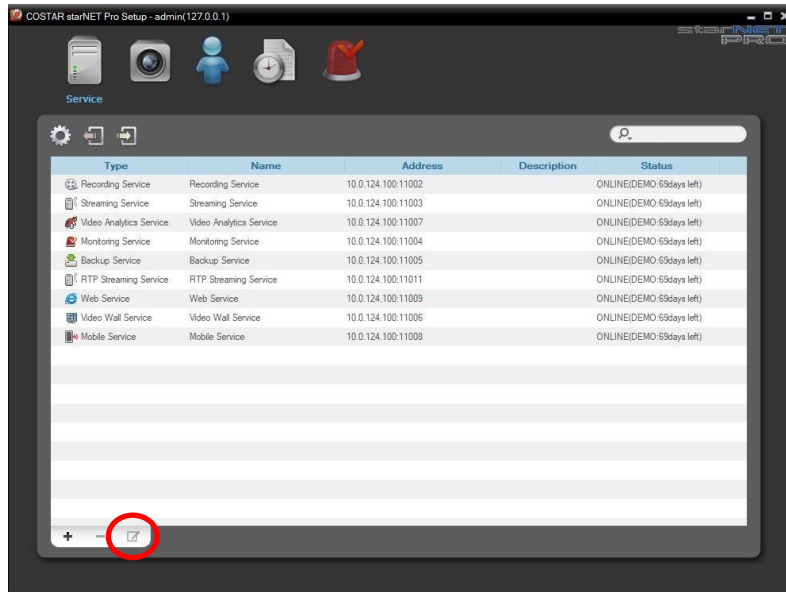 COSTAR starNET Pro Setup - admin(127.0.0.1)
starNET
PRO
Service
Type Name Address Description Status
Recording Service Recording Service 10.0.124.100:11002 ONLINE(DEMO:69days left)
Streaming Service Streaming Service 10.0.124.100:11003 ONLINE(DEMO:69days left)
Video Analytics Service Video Analytics Service 10.0.124.100:11007 ONLINE(DEMO:69days left)
Monitoring Service Monitoring Service 10.0.124.100:11004 ONLINE(DEMO:69days left)
Backup Service Backup Service 10.0.124.100:11005 ONLINE(DEMO:69days left)
RTP Streaming Service RTP Streaming Service 10.0.124.100:11011 ONLINE(DEMO:69days left)
Web Service Web Service 10.0.124.100:11009 ONLINE(DEMO:69days left)
Video Wall Service Video Wall Service 10.0.124.100:11006 ONLINE(DEMO:69days left)
Mobile Service Mobile Service 10.0.124.100:11008 ONLINE(DEMO:69days left)